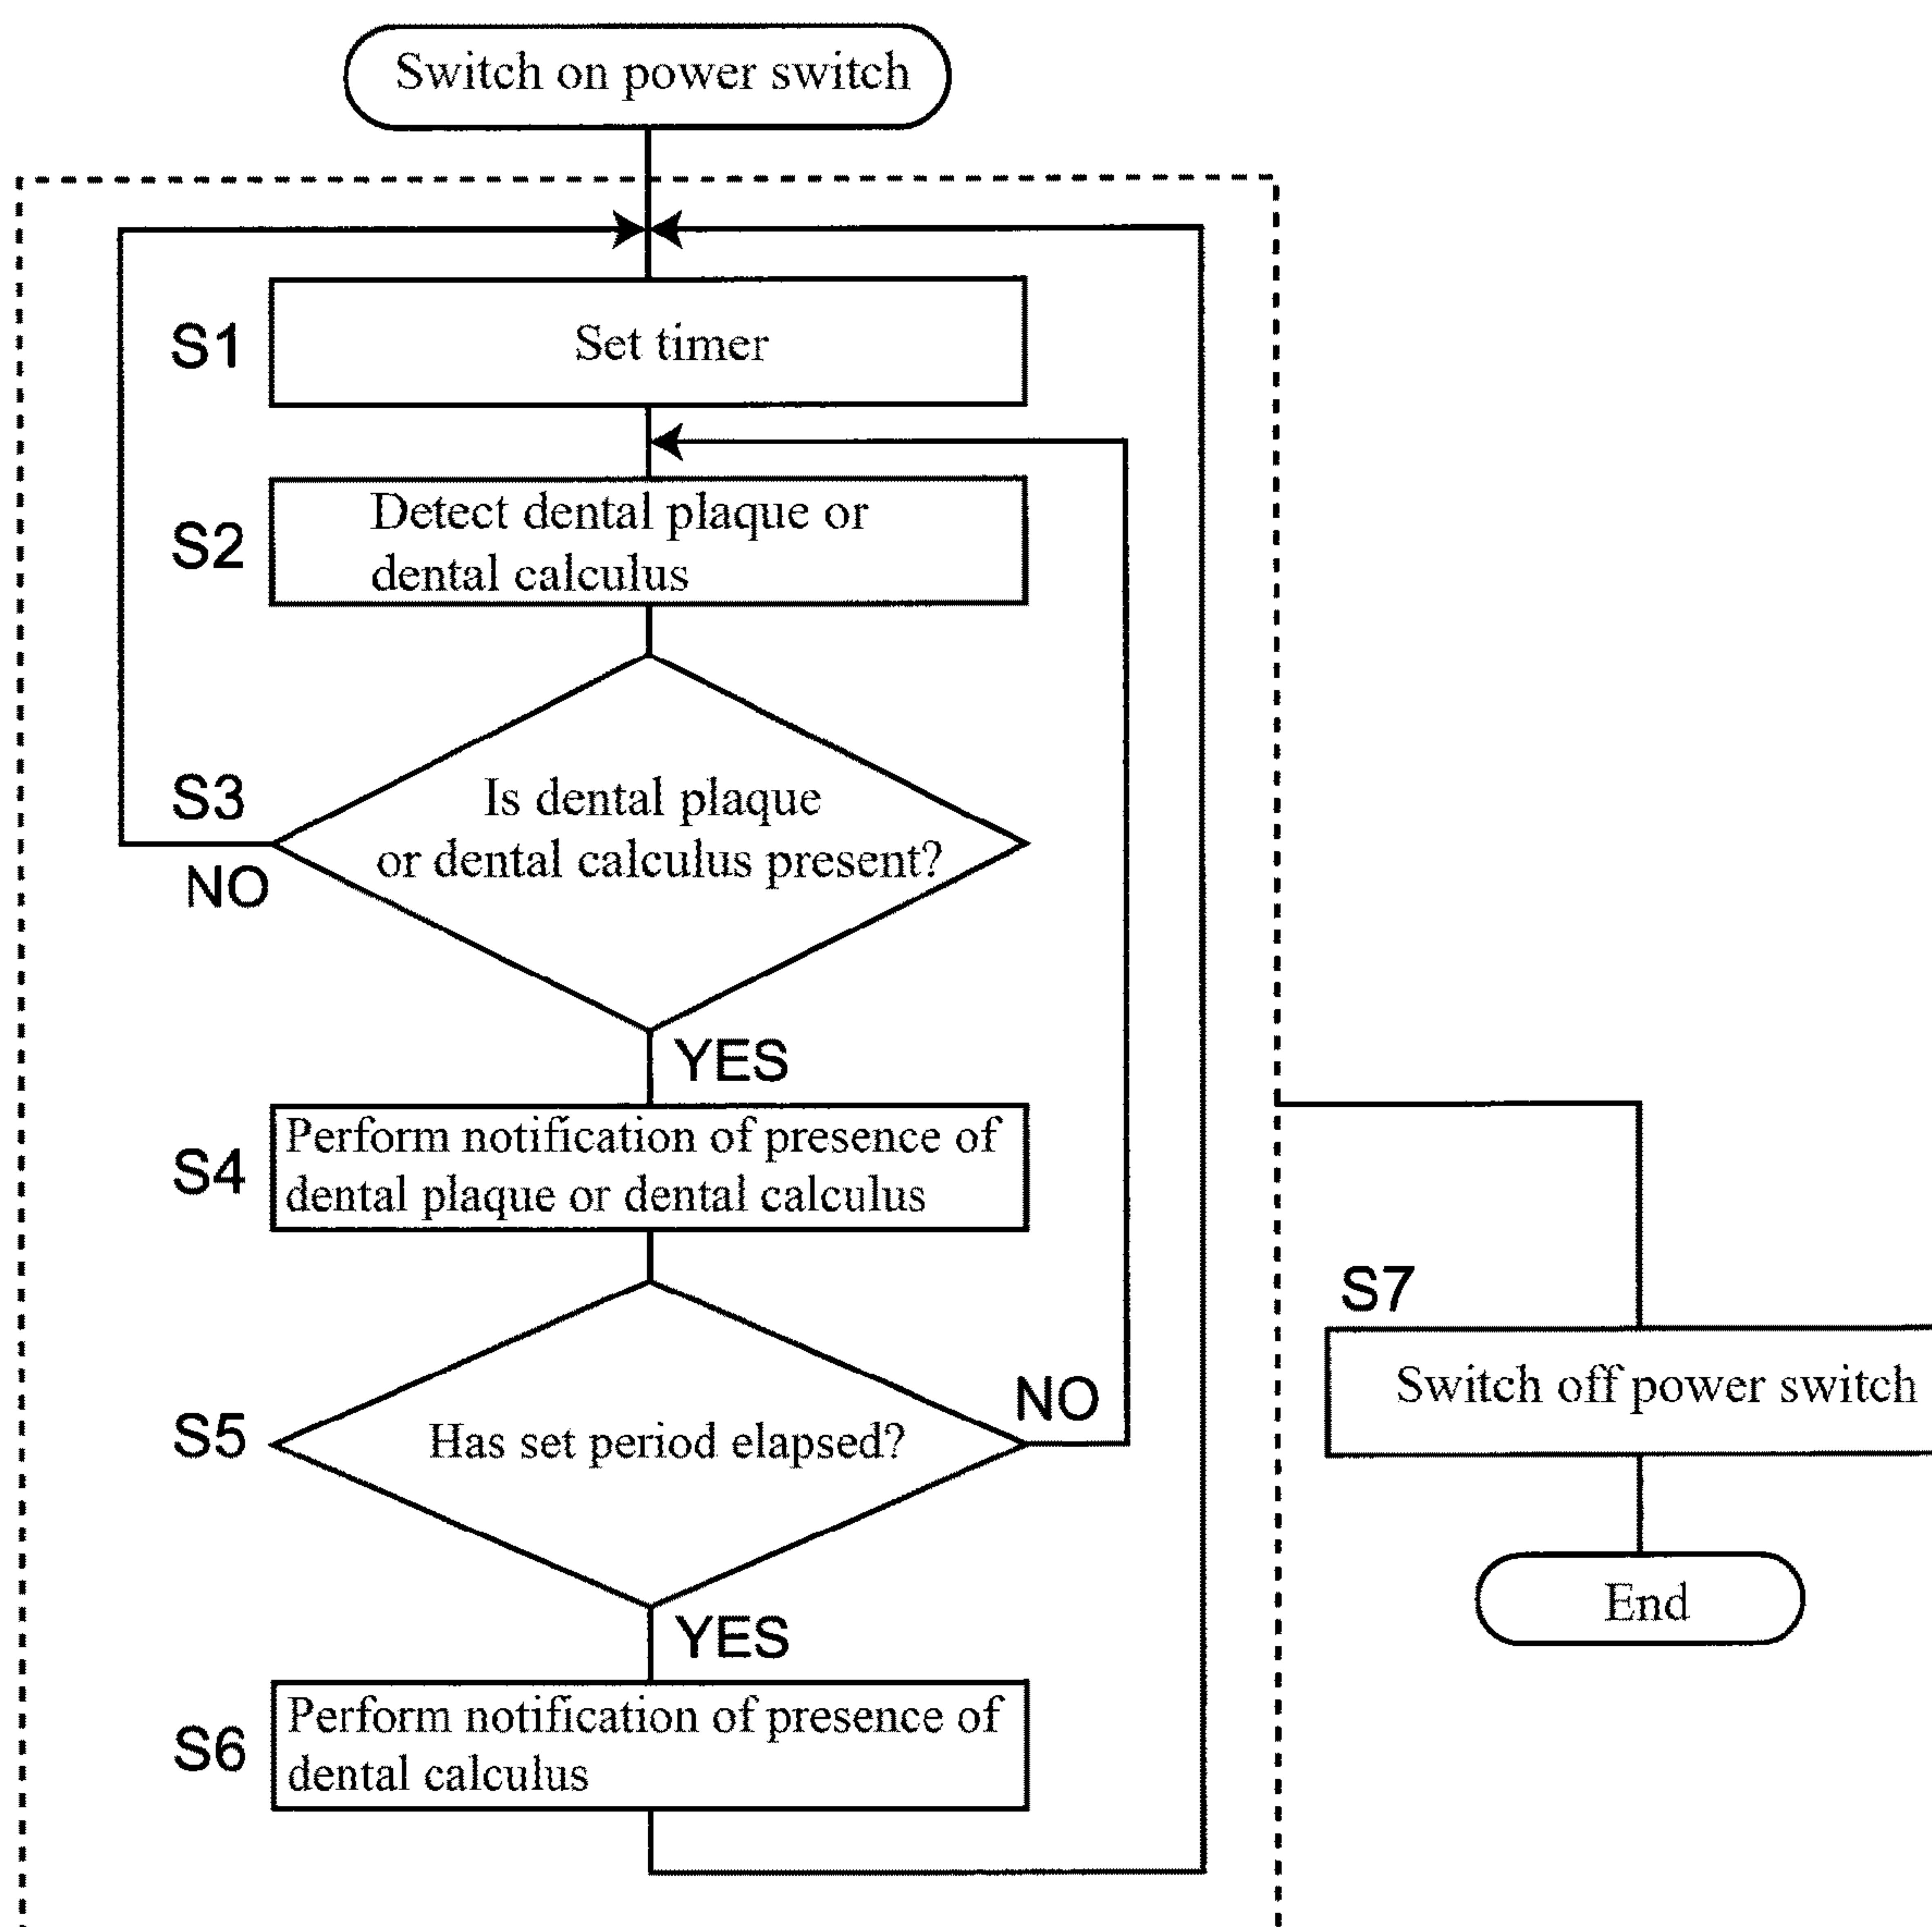 Switch on power switch
S1
Set timer
S2
Detect dental plaque or
dental calculus
S3
Is dental plaque
or dental calculus present?
NO
YES
S4
Perform notification of presence of
dental plaque or dental calculus
S5
Has set period elapsed?
NO
YES
S6
Perform notification of presence of
dental calculus
S7
Switch off power switch
End